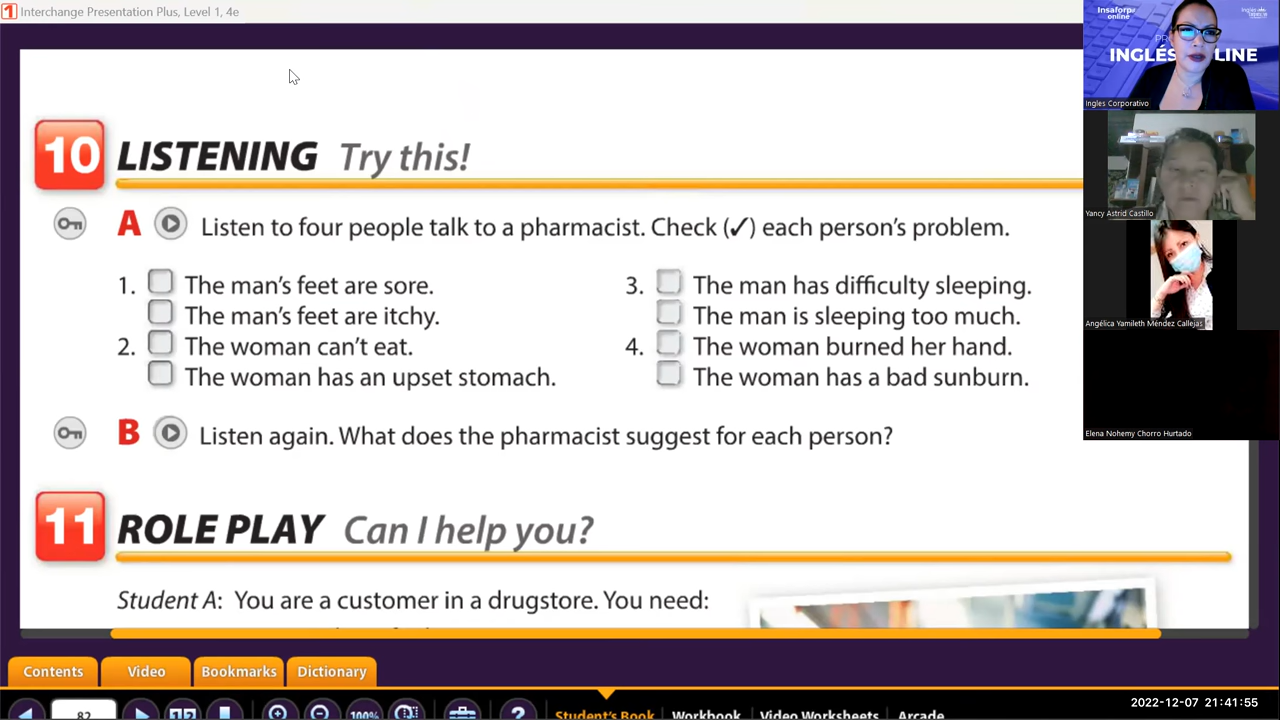 Interchange Presentation Plus, Level 1, 4e
10 LISTENING Try this!
A Listen to four people talk to a pharmacist. Check (✓) each person's problem.
1. The man's feet are sore.
The man's feet are itchy.
2. The woman can't eat.
The woman has an upset stomach.
3. The man has difficulty sleeping.
The man is sleeping too much.
4. The woman burned her hand.
The woman has a bad sunburn.
B Listen again. What does the pharmacist suggest for each person?
11 ROLE PLAY Can I help you?
Student A: You are a customer in a drugstore. You need:
Contents Video Bookmarks Dictionary
82 100% ?
Student's Book Workbook Video Worksheets Arcade
Insaforp
online
INGLÉS LINE
Ingles Corporativo
Yancy Astrid Castillo
Angélica Yamileth Méndez Callejas
Elena Nohemy Chorro Hurtado
2022-12-07 21:41:55